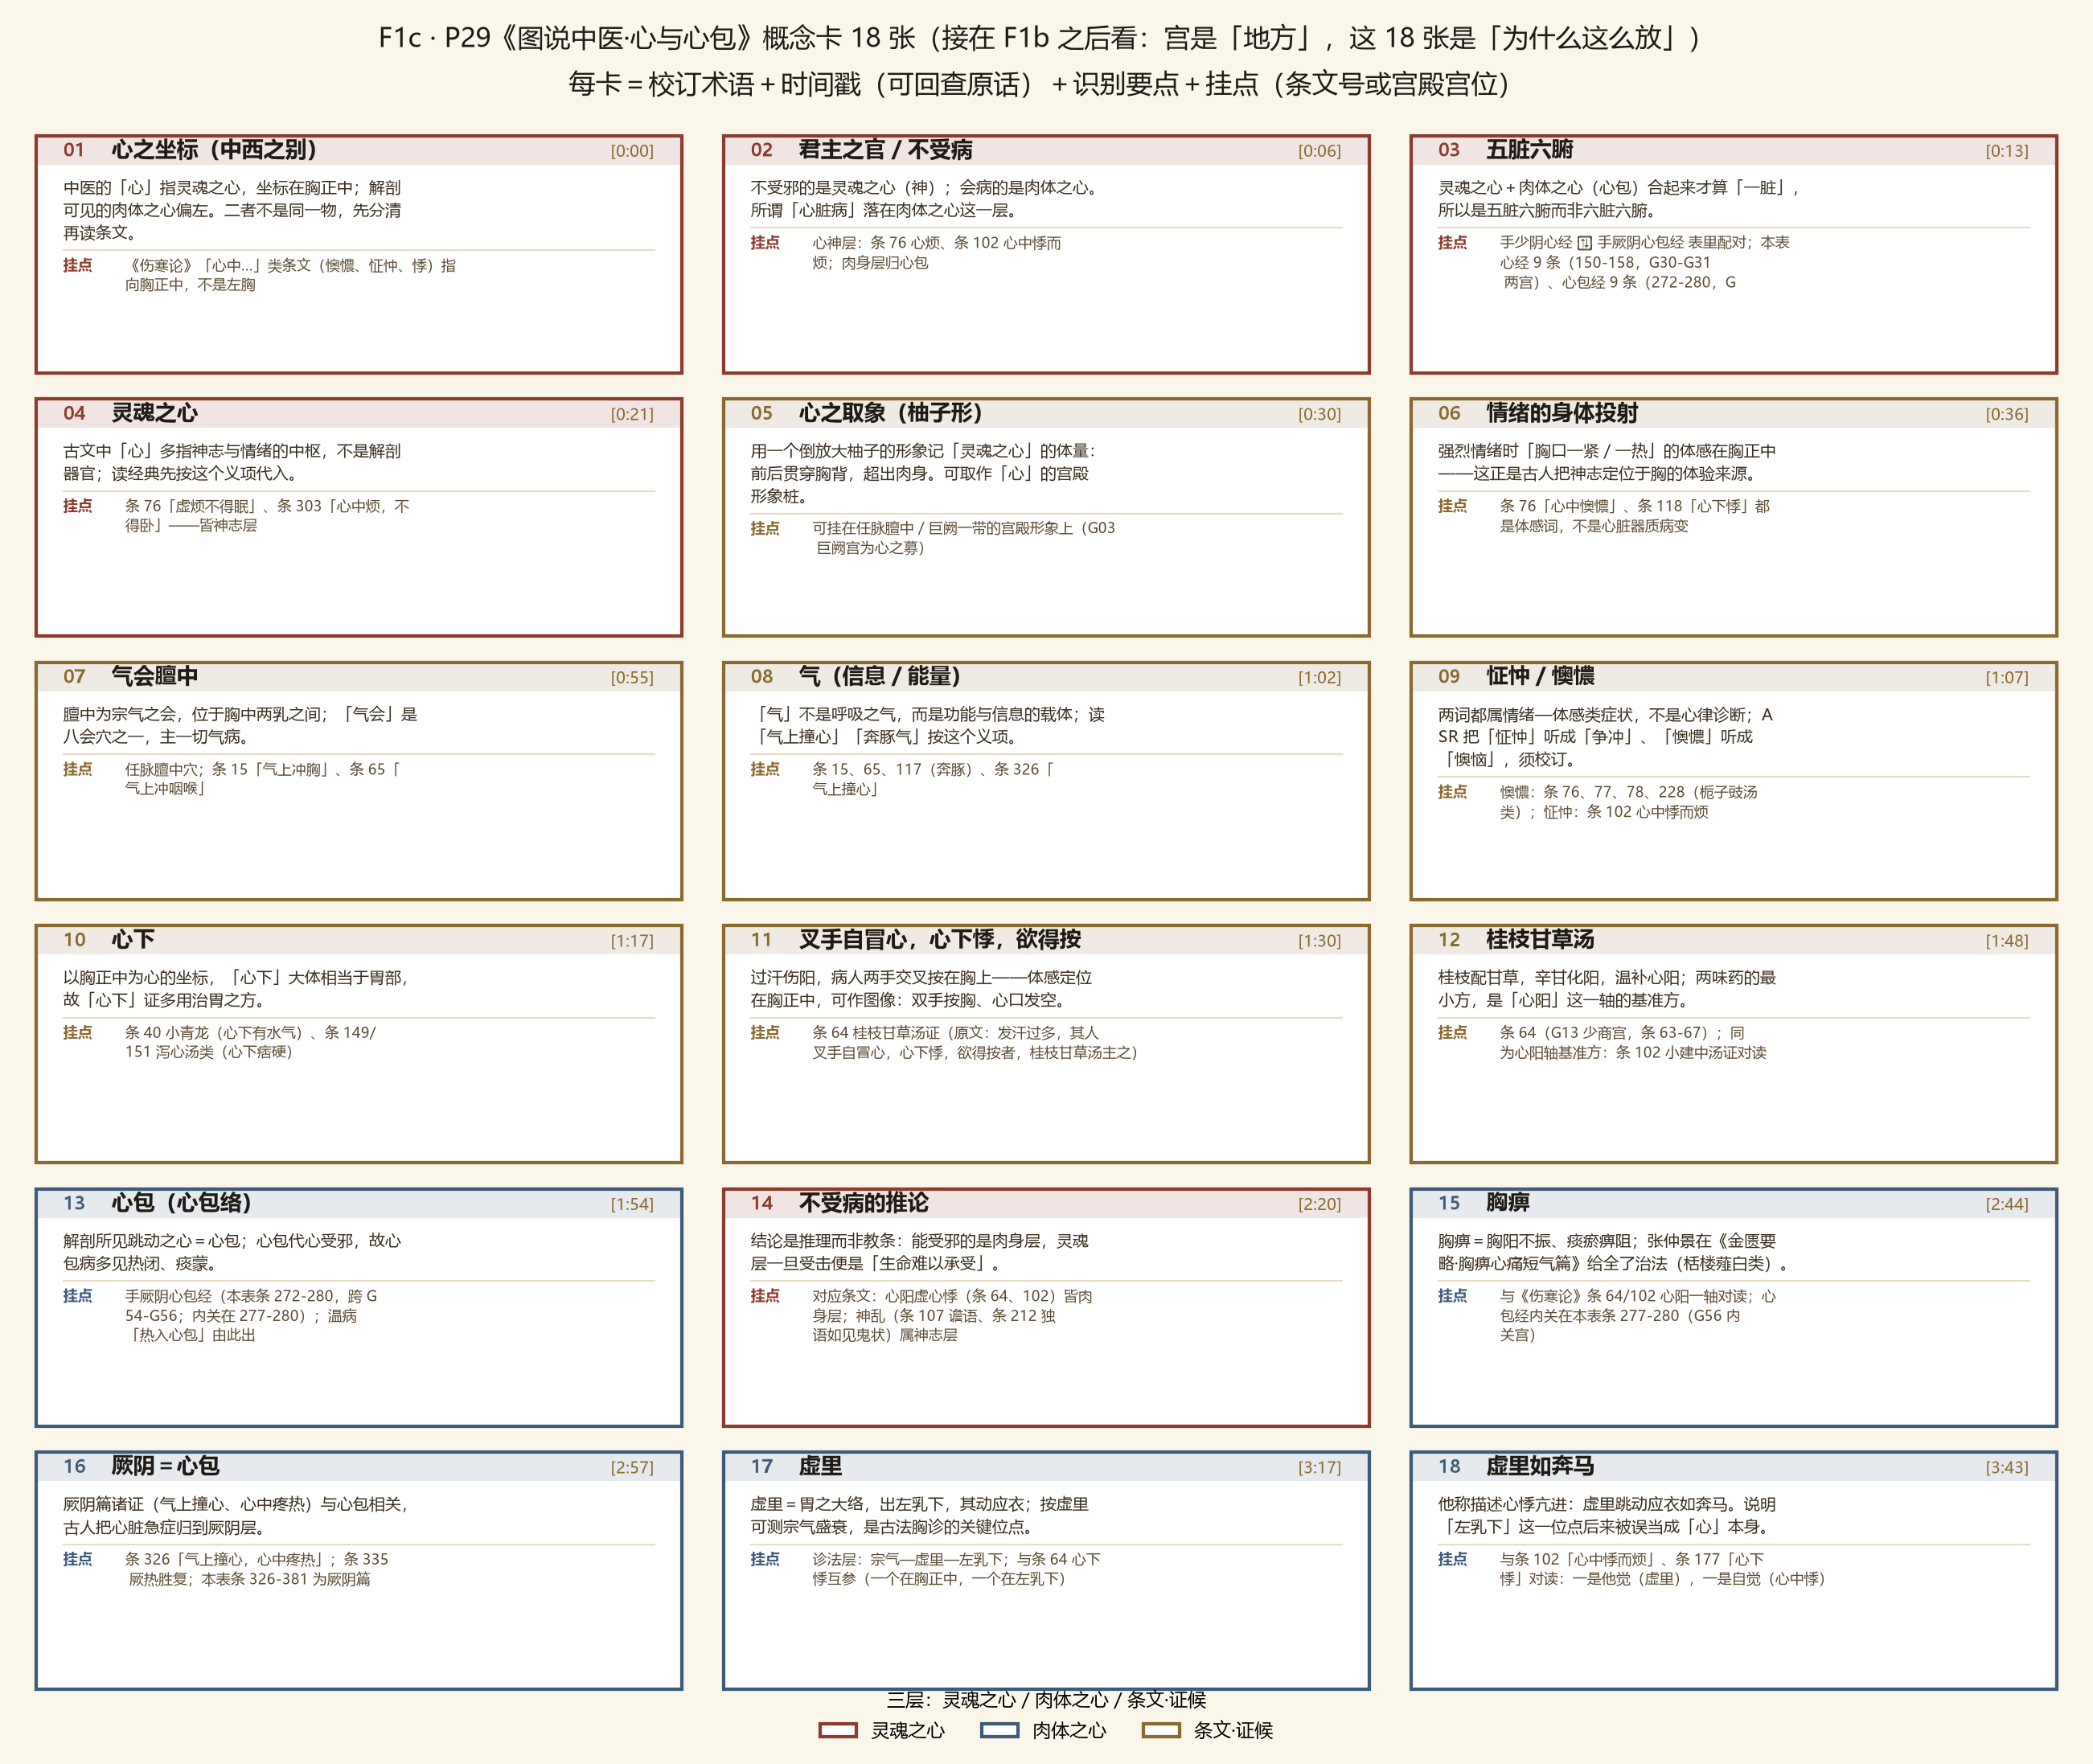 F1c · P29《图说中医·心与心包》概念卡 18 张（接在 F1b 之后看：宫是「地方」，这 18 张是「为什么这么放」）
每卡＝校订术语＋时间戳（可回查原话）＋识别要点＋挂点（条文号或宫殿宫位）
01 心之坐标（中西之别） [0:00]
中医的「心」指灵魂之心，坐标在胸正中；解剖
可见的肉体之心偏左。二者不是同一物，先分清
再读条文。
挂点 《伤寒论》「心中…」类条文（懊憹、怔忡、悸）指
向胸正中，不是左胸
02 君主之官 / 不受病 [0:06]
不受邪的是灵魂之心（神）；会病的是肉体之心。
所谓「心脏病」落在肉体之心这一层。
挂点 心神层：条 76 心烦、条 102 心中悸而
烦；肉身层归心包
03 五脏六腑 [0:13]
灵魂之心＋肉体之心（心包）合起来才算「一脏」，
所以是五脏六腑而非六脏六腑。
挂点 手少阴心经 手厥阴心包经 表里配对；本表
心经 9 条（150-158，G30-G31
两宫）、心包经 9 条（272-280，G
04 灵魂之心 [0:21]
古文中「心」多指神志与情绪的中枢，不是解剖
器官；读经典先按这个义项代入。
挂点 条 76「虚烦不得眠」、条 303「心中烦，不
得卧」——皆神志层
05 心之取象（柚子形） [0:30]
用一个倒放大柚子的形象记「灵魂之心」的体量：
前后贯穿胸背，超出肉身。可取作「心」的宫殿
形象桩。
挂点 可挂在任脉膻中 / 巨阙一带的宫殿形象上（G03
巨阙宫为心之募）
06 情绪的身体投射 [0:36]
强烈情绪时「胸口一紧 / 一热」的体感在胸正中
——这正是古人把神志定位于胸的体验来源。
挂点 条 76「心中懊憹」、条 118「心下悸」都
是体感词，不是心脏器质病变
07 气会膻中 [0:55]
膻中为宗气之会，位于胸中两乳之间；「气会」是
八会穴之一，主一切气病。
挂点 任脉膻中穴；条 15「气上冲胸」、条 65「
气上冲咽喉」
08 气（信息 / 能量） [1:02]
「气」不是呼吸之气，而是功能与信息的载体；读
「气上撞心」「奔豚气」按这个义项。
挂点 条 15、65、117（奔豚）、条 326「
气上撞心」
09 怔忡 / 懊憹 [1:07]
两词都属情绪—体感类症状，不是心律诊断；A
SR 把「怔忡」听成「争冲」、「懊憹」听成
「懊恼」，须校订。
挂点 懊憹：条 76、77、78、228（栀子豉汤
类）；怔忡：条 102 心中悸而烦
10 心下 [1:17]
以胸正中为心的坐标，「心下」大体相当于胃部，
故「心下」证多用治胃之方。
挂点 条 40 小青龙（心下有水气）、条 149/
151 泻心汤类（心下痞硬）
11 叉手自冒心，心下悸，欲得按 [1:30]
过汗伤阳，病人两手交叉按在胸上——体感定位
在胸正中，可作图像：双手按胸、心口发空。
挂点 条 64 桂枝甘草汤证（原文：发汗过多，其人
叉手自冒心，心下悸，欲得按者，桂枝甘草汤主之）
12 桂枝甘草汤 [1:48]
桂枝配甘草，辛甘化阳，温补心阳；两味药的最
小方，是「心阳」这一轴的基准方。
挂点 条 64（G13 少商宫，条 63-67）；同
为心阳轴基准方：条 102 小建中汤证对读
13 心包（心包络） [1:54]
解剖所见跳动之心＝心包；心包代心受邪，故心
包病多见热闭、痰蒙。
挂点 手厥阴心包经（本表条 272-280，跨 G
54-G56；内关在 277-280）；温病
「热入心包」由此出
14 不受病的推论 [2:20]
结论是推理而非教条：能受邪的是肉身层，灵魂
层一旦受击便是「生命难以承受」。
挂点 对应条文：心阳虚心悸（条 64、102）皆肉
身层；神乱（条 107 谵语、条 212 独
语如见鬼状）属神志层
15 胸痹 [2:44]
胸痹＝胸阳不振、痰瘀痹阻；张仲景在《金匮要
略·胸痹心痛短气篇》给全了治法（栝楼薤白类）。
挂点 与《伤寒论》条 64/102 心阳一轴对读；心
包经内关在本表条 277-280（G56 内
关宫）
16 厥阴＝心包 [2:57]
厥阴篇诸证（气上撞心、心中疼热）与心包相关，
古人把心脏急症归到厥阴层。
挂点 条 326「气上撞心，心中疼热」；条 335
厥热胜复；本表条 326-381 为厥阴篇
17 虚里 [3:17]
虚里＝胃之大络，出左乳下，其动应衣；按虚里
可测宗气盛衰，是古法胸诊的关键位点。
挂点 诊法层：宗气—虚里—左乳下；与条 64 心下
悸互参（一个在胸正中，一个在左乳下）
18 虚里如奔马 [3:43]
他称描述心悸亢进：虚里跳动应衣如奔马。说明
「左乳下」这一位点后来被误当成「心」本身。
挂点 与条 102「心中悸而烦」、条 177「心下
悸」对读：一是他觉（虚里），一是自觉（心中悸）
三层：灵魂之心 / 肉体之心 / 条文·证候
灵魂之心 肉体之心 条文·证候